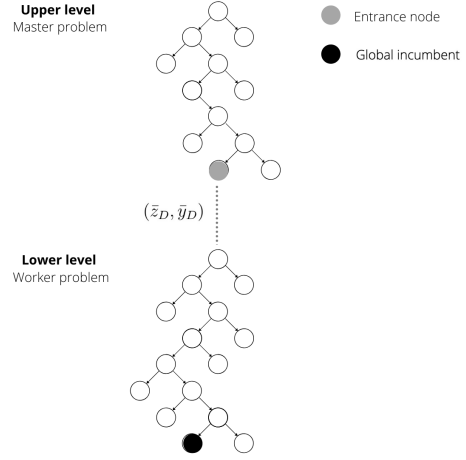 Upper level
Master problem
Entrance node
Global incumbent
(z̄_D, ȳ_D)
Lower level
Worker problem